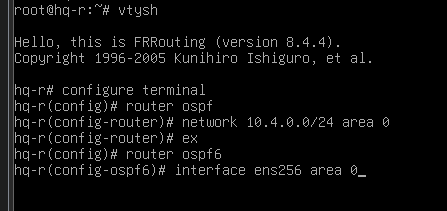 root@hq-r:~# vtysh
Hello, this is FRRouting (version 8.4.4).
Copyright 1996-2005 Kunihiro Ishiguro, et al.
hq-r# configure terminal
hq-r(config)# router ospf
hq-r(config-router)# network 10.4.0.0/24 area 0
hq-r(config-router)# ex
hq-r(config)# router ospf6
hq-r(config-ospf6)# interface ens256 area 0_